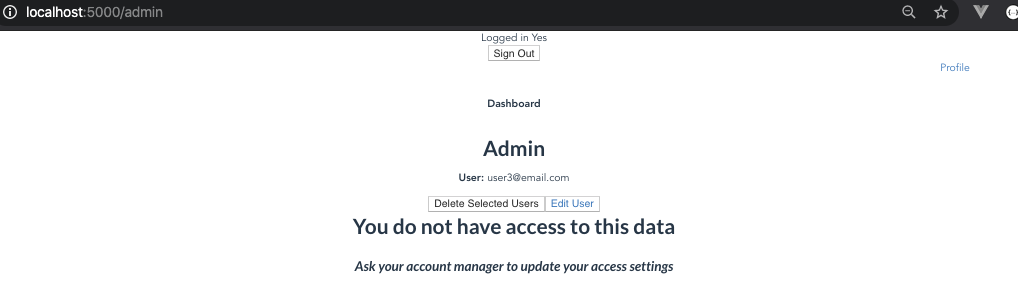 localhost:5000/admin
Logged in Yes
Sign Out
Profile
Dashboard
Admin
User: user3@email.com
Delete Selected Users Edit User
You do not have access to this data
Ask your account manager to update your access settings